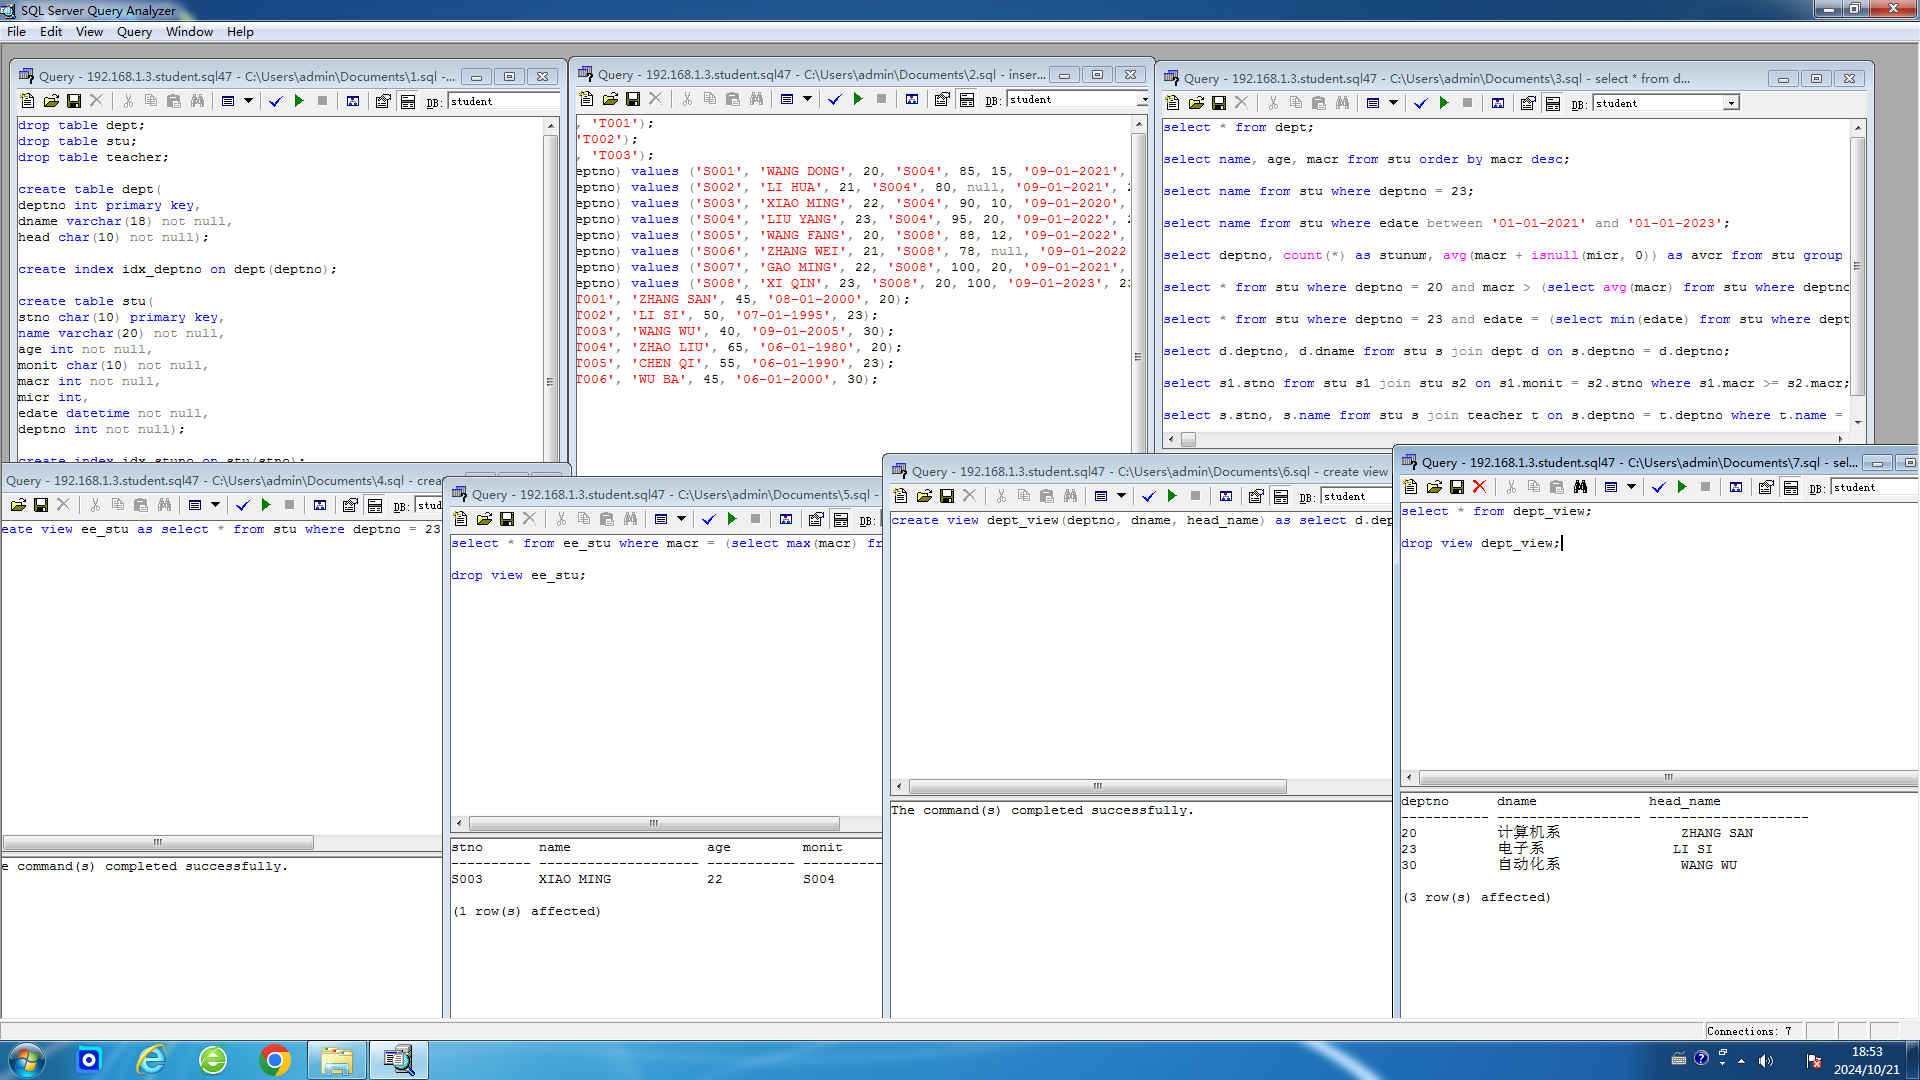 SQL Server Query Analyzer
File Edit View Query Window Help
Query - 192.168.1.3.student.sql47 - C:\Users\admin\Documents\1.sql -...
DB: student
drop table dept;
drop table stu;
drop table teacher;
create table dept(
deptno int primary key,
dname varchar(18) not null,
head char(10) not null);
create index idx_deptno on dept(deptno);
create table stu(
stno char(10) primary key,
name varchar(20) not null,
age int not null,
monit char(10) not null,
macr int not null,
micr int,
edate datetime not null,
deptno int not null);
create index idx_stuno on stu(stno);
Query - 192.168.1.3.student.sql47 - C:\Users\admin\Documents\2.sql - inser...
DB: student
, 'T001');
'T002');
, 'T003');
eptno) values ('S001', 'WANG DONG', 20, 'S004', 85, 15, '09-01-2021',
eptno) values ('S002', 'LI HUA', 21, 'S004', 80, null, '09-01-2021',
eptno) values ('S003', 'XIAO MING', 22, 'S004', 90, 10, '09-01-2020',
eptno) values ('S004', 'LIU YANG', 23, 'S004', 95, 20, '09-01-2022',
eptno) values ('S005', 'WANG FANG', 20, 'S008', 88, 12, '09-01-2022',
eptno) values ('S006', 'ZHANG WEI', 21, 'S008', 78, null, '09-01-2022
eptno) values ('S007', 'GAO MING', 22, 'S008', 100, 20, '09-01-2021',
eptno) values ('S008', 'XI QIN', 23, 'S008', 20, 100, '09-01-2023', 23
T001', 'ZHANG SAN', 45, '08-01-2000', 20);
T002', 'LI SI', 50, '07-01-1995', 23);
T003', 'WANG WU', 40, '09-01-2005', 30);
T004', 'ZHAO LIU', 65, '06-01-1980', 20);
T005', 'CHEN QI', 55, '06-01-1990', 23);
T006', 'WU BA', 45, '06-01-2000', 30);
Query - 192.168.1.3.student.sql47 - C:\Users\admin\Documents\3.sql - select * from d...
DB: student
select * from dept;
select name, age, macr from stu order by macr desc;
select name from stu where deptno = 23;
select name from stu where edate between '01-01-2021' and '01-01-2023';
select deptno, count(*) as stunum, avg(macr + isnull(micr, 0)) as avcr from stu group
select * from stu where deptno = 20 and macr > (select avg(macr) from stu where deptno
select * from stu where deptno = 23 and edate = (select min(edate) from stu where dept
select d.deptno, d.dname from stu s join dept d on s.deptno = d.deptno;
select s1.stno from stu s1 join stu s2 on s1.monit = s2.stno where s1.macr >= s2.macr;
select s.stno, s.name from stu s join teacher t on s.deptno = t.deptno where t.name =
Query - 192.168.1.3.student.sql47 - C:\Users\admin\Documents\4.sql - crea
DB: stud
eate view ee_stu as select * from stu where deptno = 23
e command(s) completed successfully.
Query - 192.168.1.3.student.sql47 - C:\Users\admin\Documents\5.sql -
DB:
select * from ee_stu where macr = (select max(macr) fr
drop view ee_stu;
stno name age monit
S003 XIAO MING 22 S004
(1 row(s) affected)
Query - 192.168.1.3.student.sql47 - C:\Users\admin\Documents\6.sql - create view
DB: student
create view dept_view(deptno, dname, head_name) as select d.dep
The command(s) completed successfully.
Query - 192.168.1.3.student.sql47 - C:\Users\admin\Documents\7.sql - sel...
DB: student
select * from dept_view;
drop view dept_view;
deptno dname head_name
20 计算机系 ZHANG SAN
23 电子系 LI SI
30 自动化系 WANG WU
(3 row(s) affected)
Connections: 7
18:53
2024/10/21